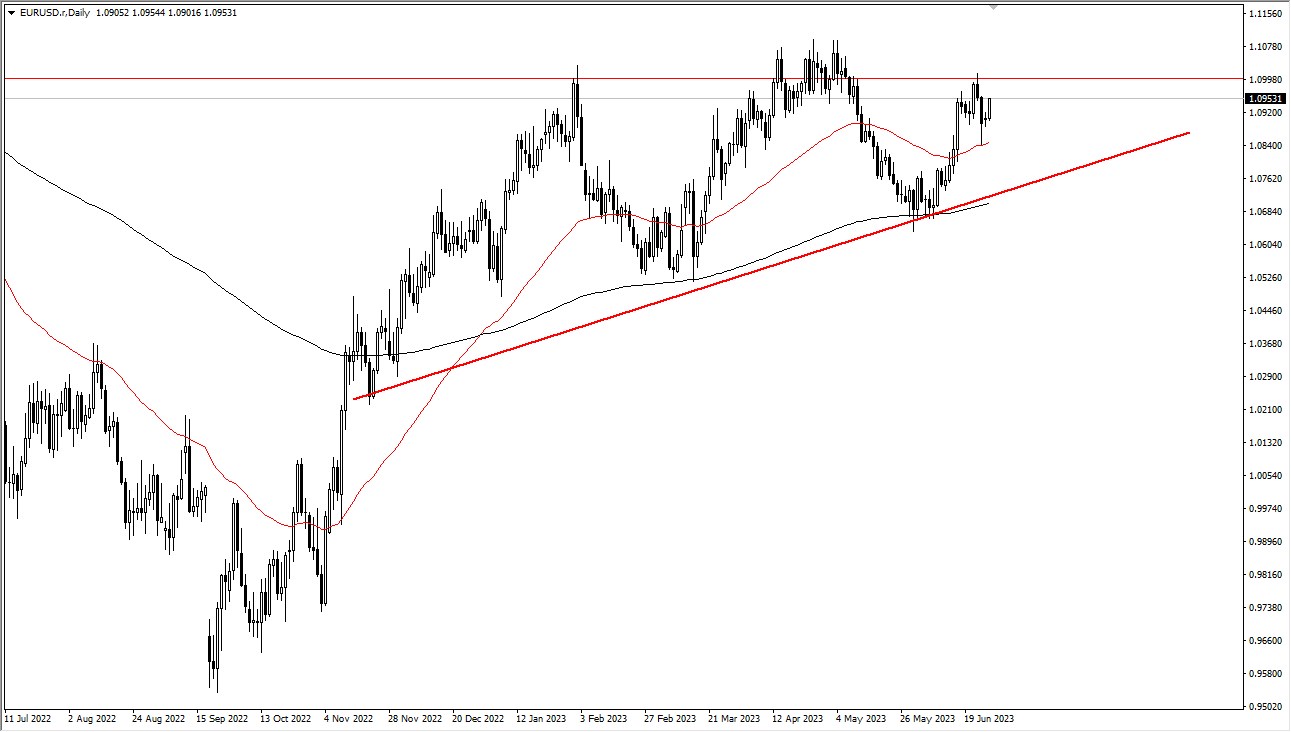 EURUSD.r,Daily 1.09052 1.09544 1.09016 1.09531
1.11560
1.10780
1.09980
1.09531
1.09200
1.08400
1.07620
1.06840
1.06040
1.05260
1.04460
1.03680
1.02900
1.02100
1.01320
1.00540
0.99740
0.98960
0.98160
0.97380
0.96600
0.95800
0.95020
11 Jul 2022
2 Aug 2022
24 Aug 2022
15 Sep 2022
13 Oct 2022
4 Nov 2022
28 Nov 2022
20 Dec 2022
12 Jan 2023
3 Feb 2023
27 Feb 2023
21 Mar 2023
12 Apr 2023
4 May 2023
26 May 2023
19 Jun 2023